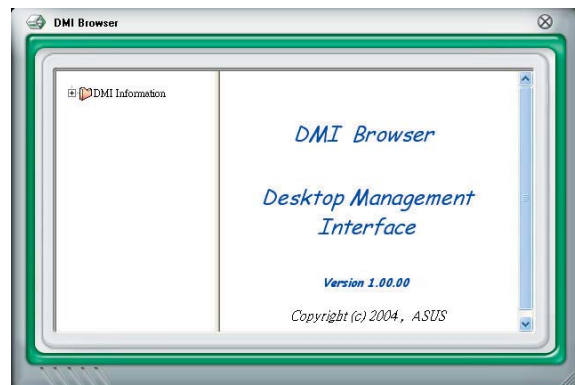 DMI Browser
DMI Information
DMI Browser
Desktop Management
Interface
Version 1.00.00
Copyright (c) 2004, ASUS